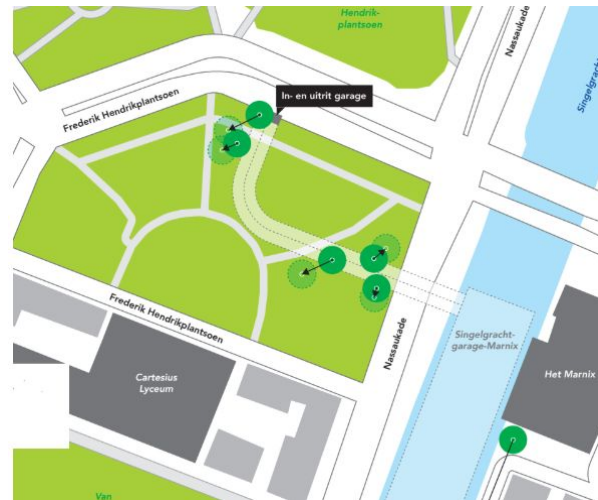 Hendrik-
plantsoen
Nassaukade
Singelgracht
In- en uitrit garage
Frederik Hendrikplantsoen
Frederik Hendrikplantsoen
Nassaukade
Singelgracht-
garage-Marnix
Het Marnix
Cartesius
Lyceum
Van